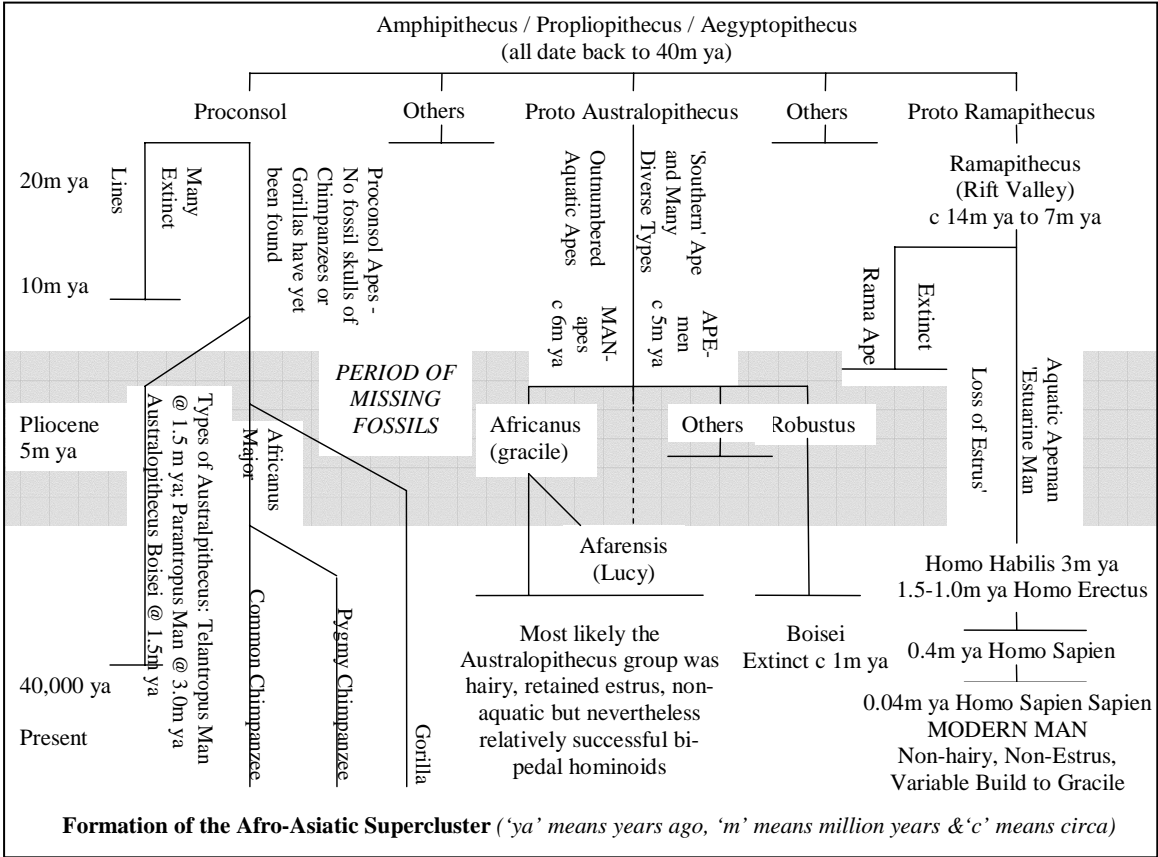 Amphipithecus / Propliopithecus / Aegyptopithecus
(all date back to 40m ya)
Proconsol
Others
Proto Australopithecus
Others
Proto Ramapithecus
20m ya
10m ya
Lines
Many
Extinct
Proconsol Apes -
No fossil skulls of
Chimpanzees or
Gorillas have yet
been found
Outnumbered
Aquatic Apes
'Southern' Ape
and Many
Diverse Types
MAN-
apes
c 6m ya
APE-
men
c 5m ya
Ramapithecus
(Rift Valley)
c 14m ya to 7m ya
Rama Ape
Extinct
PERIOD OF
MISSING
FOSSILS
Pliocene
5m ya
Types of Australpithecus: Telantropus Man
@ 1.5 m ya; Parantropus Man @ 3.0m ya
Australopithecus Boisei @ 1.5m ya
Africanus
Major
Africanus
(gracile)
Others
Robustus
Loss of Estrus'
Aquatic Apeman
'Estuarine Man
Afarensis
(Lucy)
Homo Habilis 3m ya
1.5-1.0m ya Homo Erectus
Common Chimpanzee
Pygmy Chimpanzee
Gorilla
Most likely the
Australopithecus group was
hairy, retained estrus, non-
aquatic but nevertheless
relatively successful bi-
pedal hominoids
Boisei
Extinct c 1m ya
0.4m ya Homo Sapien
40,000 ya
Present
0.04m ya Homo Sapien Sapien
MODERN MAN
Non-hairy, Non-Estrus,
Variable Build to Gracile
Formation of the Afro-Asiatic Supercluster ('ya' means years ago, 'm' means million years &'c' means circa)